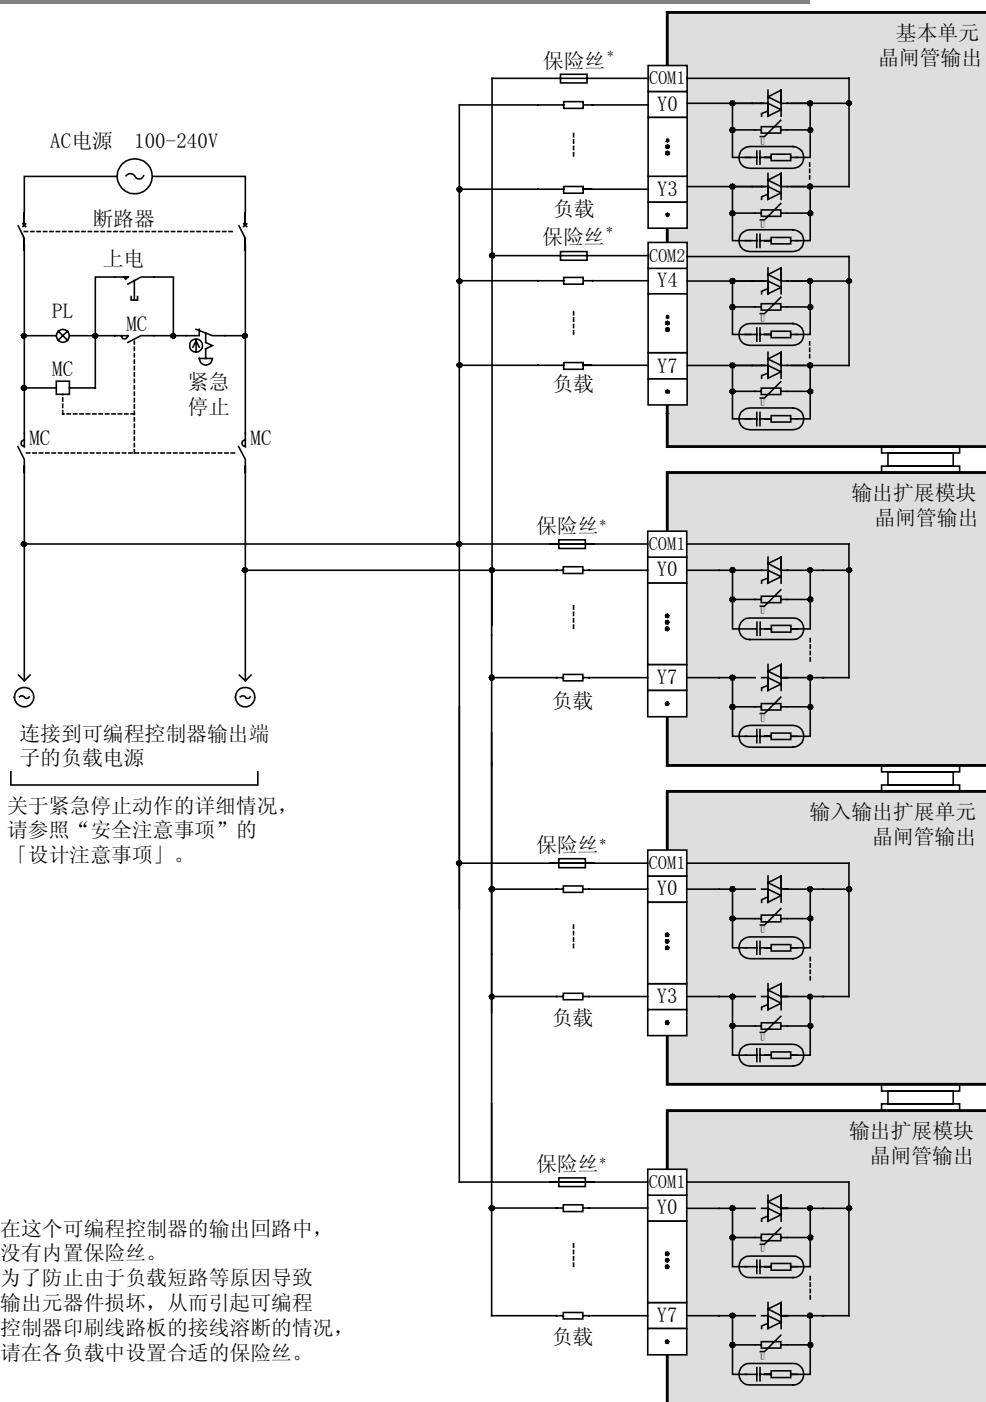 基本单元
晶闸管输出
保险丝*
COM1
Y0
Y3
负载
保险丝*
COM2
Y4
Y7
负载
AC电源 100-240V
断路器
上电
PL
MC
MC
紧急
停止
MC
MC
输出扩展模块
晶闸管输出
保险丝*
COM1
Y0
Y7
负载
连接到可编程控制器输出端
子的负载电源
关于紧急停止动作的详细情况，
请参照“安全注意事项”的
「设计注意事项」。
输入输出扩展单元
晶闸管输出
保险丝*
COM1
Y0
Y3
负载
输出扩展模块
晶闸管输出
保险丝*
COM1
Y0
Y7
负载
在这个可编程控制器的输出回路中，
没有内置保险丝。
为了防止由于负载短路等原因导致
输出元器件损坏，从而引起可编程
控制器印刷线路板的接线溶断的情况，
请在各负载中设置合适的保险丝。